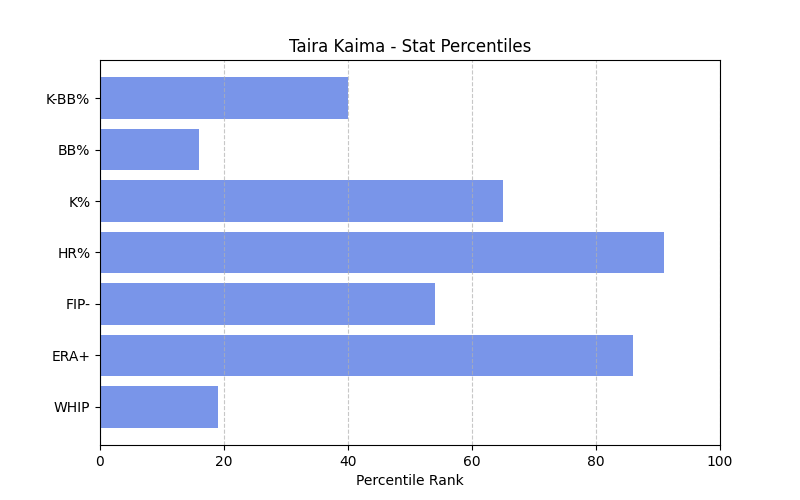 Taira Kaima - Stat Percentiles
K-BB%
BB%
K%
HR%
FIP-
ERA+
WHIP
0 20 40 60 80 100
Percentile Rank